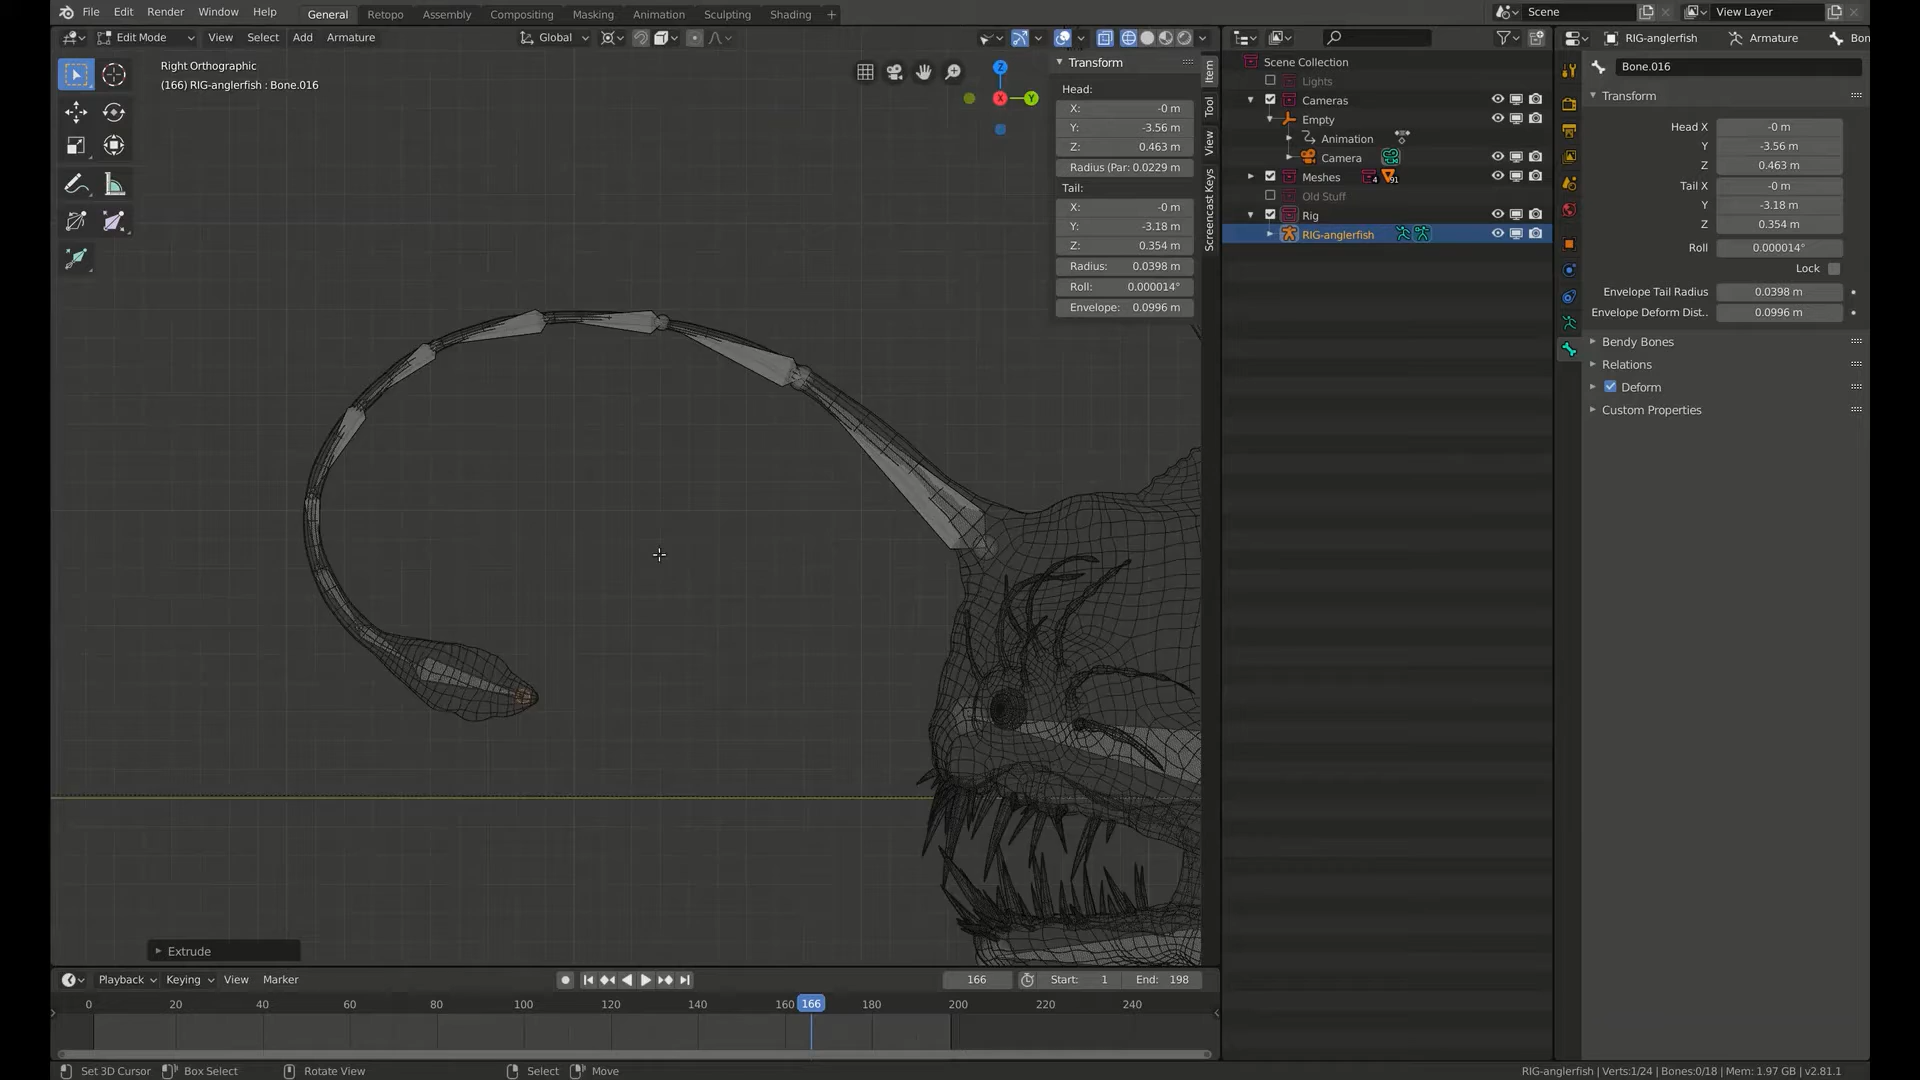 File Edit Render Window Help General Retopo Assembly Compositing Masking Animation Sculpting Shading + Scene View Layer
Edit Mode View Select Add Armature Global RIG-anglerfish Armature Bon
Right Orthographic
(166) RIG-anglerfish : Bone.016
Z
X
Y
Transform
Head:
X: -0 m
Y: -3.56 m
Z: 0.463 m
Radius (Par: 0.0229 m
Tail:
X: -0 m
Y: -3.18 m
Z: 0.354 m
Radius: 0.0398 m
Roll: 0.000014°
Envelope: 0.0996 m
Item
Tool
View
Screencast Keys
Scene Collection
Lights
Cameras
Empty
Animation
Camera
Meshes 4 91
Old Stuff
Rig
RIG-anglerfish
Bone.016
Transform
Head X -0 m
Y -3.56 m
Z 0.463 m
Tail X -0 m
Y -3.18 m
Z 0.354 m
Roll 0.000014°
Lock
Envelope Tail Radius 0.0398 m
Envelope Deform Dist.. 0.0996 m
Bendy Bones
Relations
Deform
Custom Properties
Extrude
Playback Keying View Marker 166 Start: 1 End: 198
0 20 40 60 80 100 120 140 160 166 180 200 220 240
Set 3D Cursor Box Select Rotate View Select Move RIG-anglerfish | Verts:1/24 | Bones:0/18 | Mem: 1.97 GB | v2.81.1